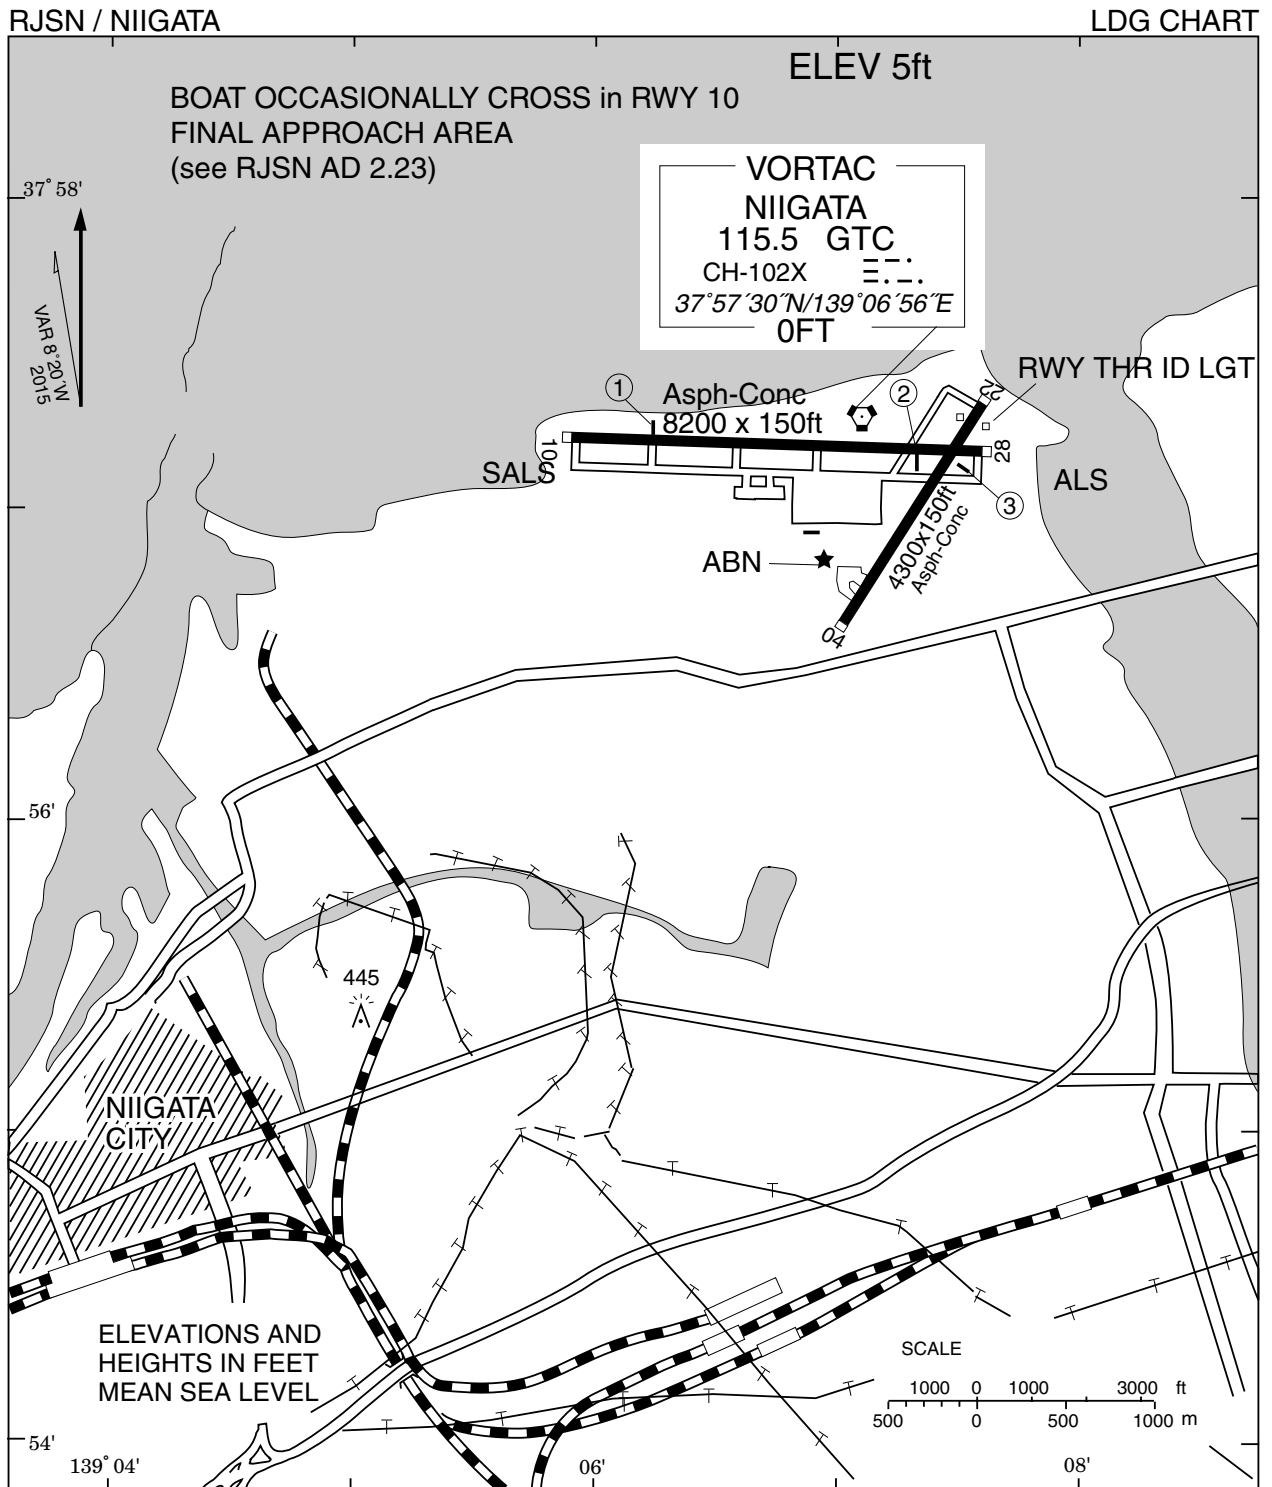 RJSN / NIIGATA
LDG CHART
ELEV 5ft
BOAT OCCASIONALLY CROSS in RWY 10
FINAL APPROACH AREA
(see RJSN AD 2.23)
VORTAC
NIIGATA
115.5 GTC
CH-102X
37°57´30˝N/139°06´56˝E
0FT
37°58'
VAR 8°20´W
2015
RWY THR ID LGT
1
Asph-Conc
8200 x 150ft
2
22
10
28
SALS
ALS
3
4300x150ft
Asph-Conc
ABN
04
56'
445
NIIGATA
CITY
ELEVATIONS AND
HEIGHTS IN FEET
MEAN SEA LEVEL
SCALE
1000 0 1000 3000 ft
500 0 500 1000 m
54'
139°04'
06'
08'